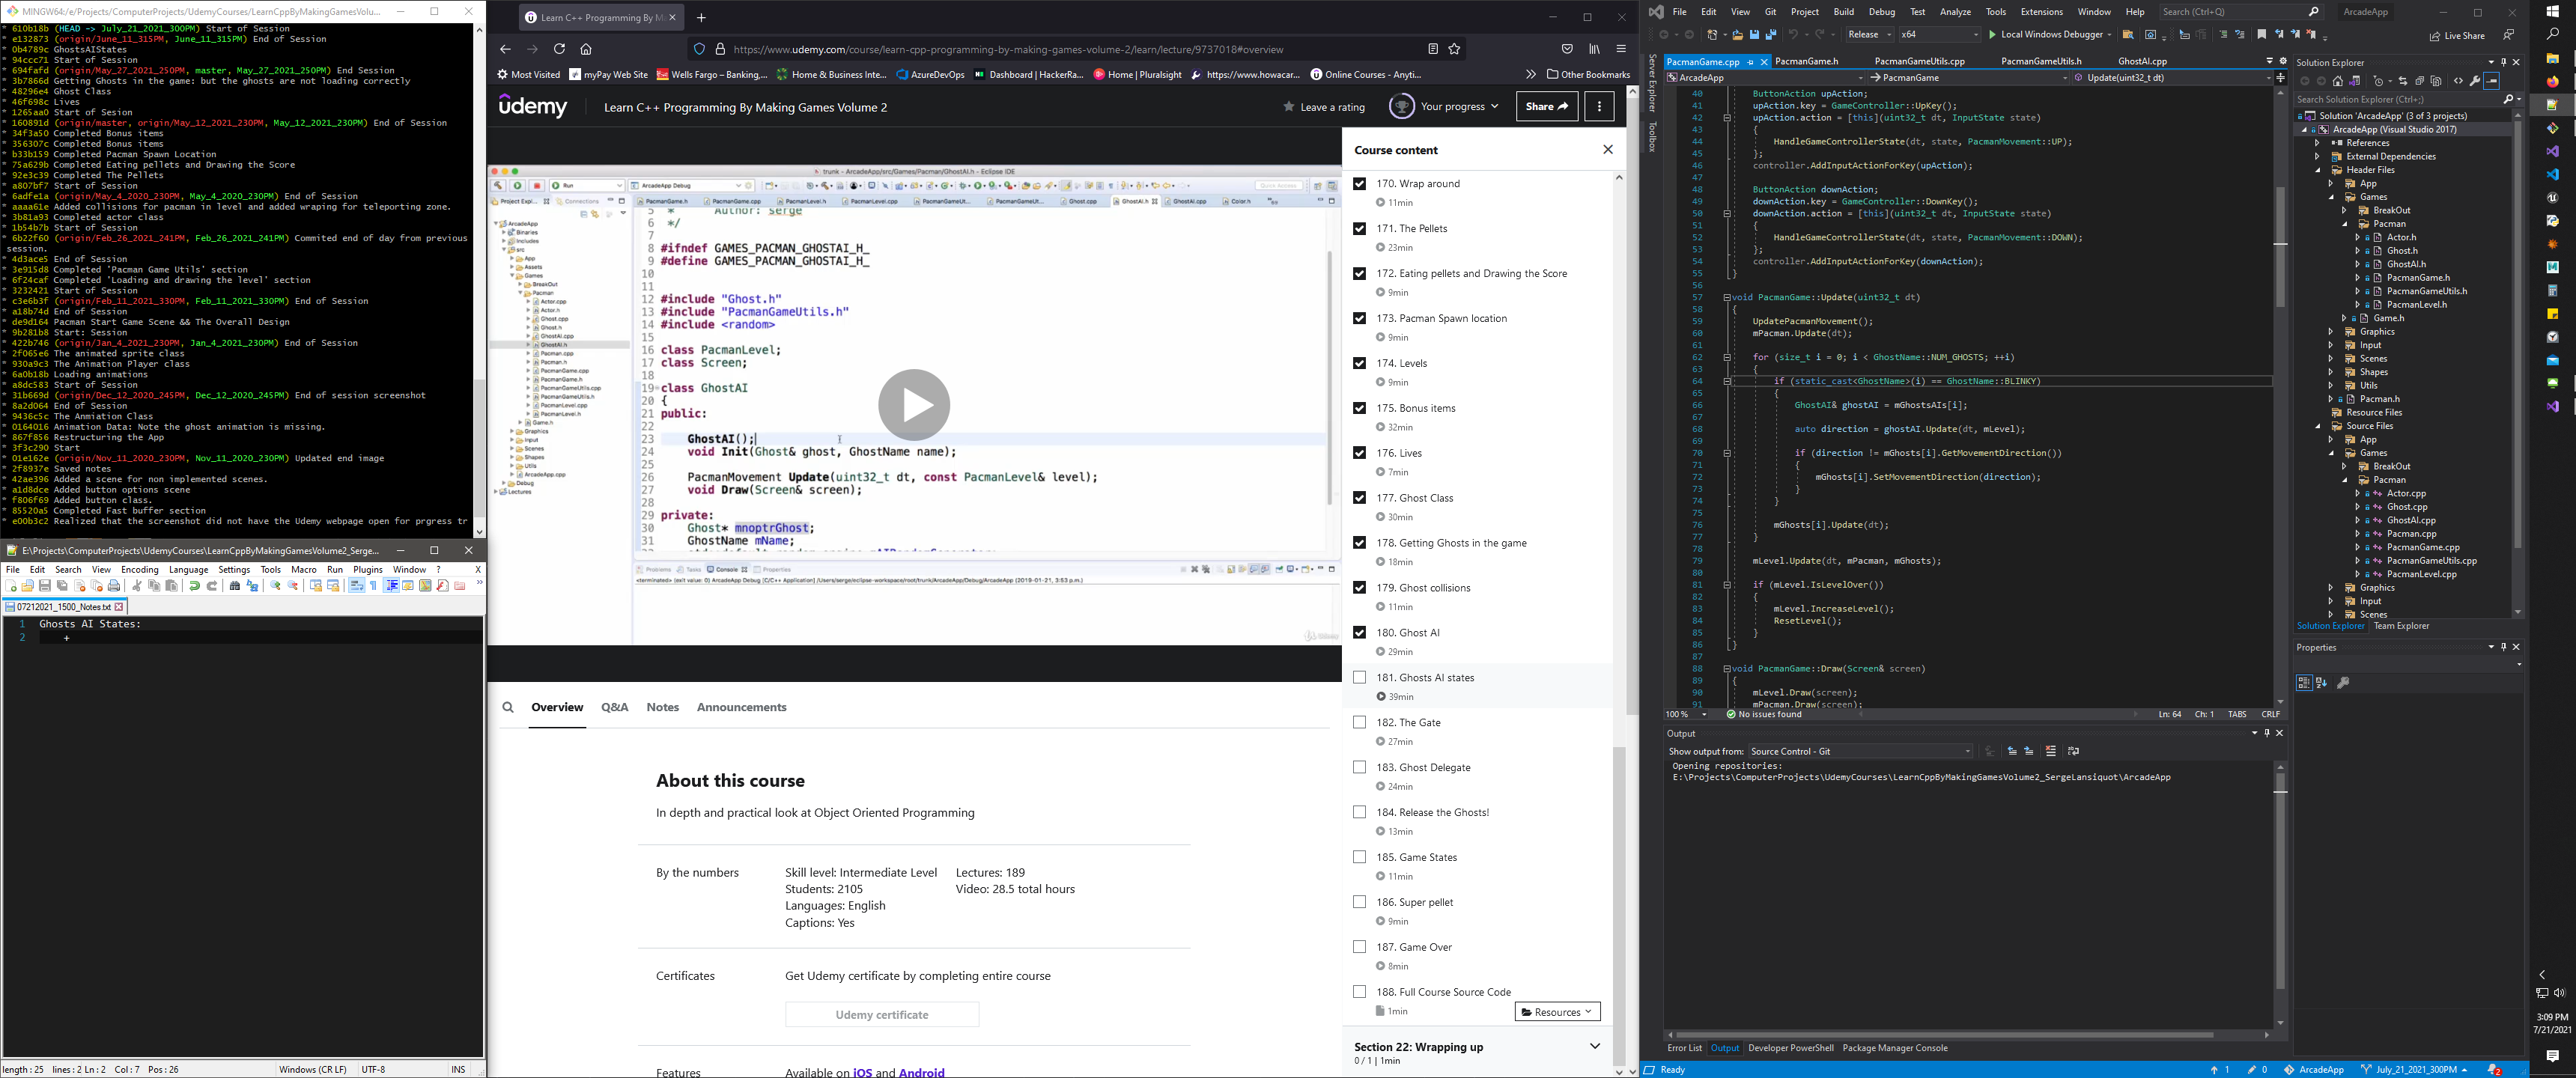 MINGW64:/e/Projects/ComputerProjects/UdemyCourses/LearnCppByMakingGamesVolu...
* 610b18b (HEAD -> July_21_2021_300PM) Start of Session
* e132873 (origin/June_11_315PM, June_11_315PM) End of Session
* 0b4789c GhostsAIStates
* 94ccc71 Start of Session
* 694fafd (origin/May_27_2021_250PM, master, May_27_2021_250PM) End Session
* 3b7866d Getting Ghosts in the game: but the ghosts are not loading correctly
* 48296e4 Ghost Class
* 46f698c Lives
* 1265aa0 Start of Sesion
* 160891d (origin/master, origin/May_12_2021_230PM, May_12_2021_230PM) End of Session
* 34f3a50 Completed Bonus items
* 356307c Completed Bonus items
* b33b159 Completed Pacman Spawn Location
* 75a629b Completed Eating pellets and Drawing the Score
* 92e3c39 Completed The Pellets
* a807bf7 Start of Session
* 6adfe1a (origin/May_4_2020_230PM, May_4_2020_230PM) End of Session
* aaaa61e Added collisions for pacman in level and added wraping for teleporting zone.
* 3b81a93 Completed actor class
* 1b54b7b Start of Session
* 6b22f60 (origin/Feb_26_2021_241PM, Feb_26_2021_241PM) Commited end of day from previous
session.
* 4d3ace5 End of Session
* 3e915d8 Completed 'Pacman Game Utils' section
* 6f24caf Completed 'Loading and drawing the level' section
* 3232421 Start of Session
* c3e6b3f (origin/Feb_11_2021_330PM, Feb_11_2021_330PM) End of Session
* a18b74d End of Session
* de9d164 Pacman Start Game Scene && The Overall Design
* 9b281b8 Start: Session
* 422b746 (origin/Jan_4_2021_230PM, Jan_4_2021_230PM) End of Session
* 2f065e6 The animated sprite class
* 930a9c3 The Animation Player class
* 6a0b18b Loading animations
* a8dc583 Start of Session
* 31b669d (origin/Dec_12_2020_245PM, Dec_12_2020_245PM) End of session screenshot
* 8a2d064 End of Session
* 9436c5c The Anmiation Class
* 0164016 Animation Data: Note the ghost animation is missing.
* 867f856 Restructuring the App
* 3f3c290 Start
* 01e162e (origin/Nov_11_2020_230PM, Nov_11_2020_230PM) Updated end image
* 2f8937e Saved notes
* 42ae396 Added a scene for non implemented scenes.
* a1d8dce Added button options scene
* f806f69 Added button class.
* 85520a5 Completed Fast buffer section
* e00b3c2 Realized that the screenshot did not have the Udemy webpage open for prgress tr
E:\Projects\ComputerProjects\UdemyCourses\LearnCppByMakingGamesVolume2_Serge...
File Edit Search View Encoding Language Settings Tools Macro Run Plugins Window ? X
07212021_1500_Notes.txt
1 Ghosts AI States:
2 +
length : 25 lines : 2 Ln : 2 Col : 7 Pos : 26 Windows (CR LF) UTF-8 INS
Learn C++ Programming By Ma
https://www.udemy.com/course/learn-cpp-programming-by-making-games-volume-2/learn/lecture/9737018#overview
Most Visited myPay Web Site Wells Fargo – Banking,... Home & Business Inte... AzureDevOps Dashboard | HackerRa... Home | Pluralsight https://www.howacar... Online Courses - Anyti... Other Bookmarks
udemy Learn C++ Programming By Making Games Volume 2 Leave a rating Your progress Share
trunk - ArcadeApp/src/Games/Pacman/GhostAI.h - Eclipse IDE
Run ArcadeApp Debug
5 * Author: serge
6 */
7
8 #ifndef GAMES_PACMAN_GHOSTAI_H_
9 #define GAMES_PACMAN_GHOSTAI_H_
10
11
12 #include "Ghost.h"
13 #include "PacmanGameUtils.h"
14 #include <random>
15
16 class PacmanLevel;
17 class Screen;
18
19 class GhostAI
20 {
21 public:
22
23 GhostAI();
24 void Init(Ghost& ghost, GhostName name);
25
26 PacmanMovement Update(uint32_t dt, const PacmanLevel& level);
27 void Draw(Screen& screen);
28
29 private:
30 Ghost* mnoptrGhost;
31 GhostName mName;
Problems Tasks Console Properties
<terminated> (exit value: 0) ArcadeApp Debug [C/C++ Application] /Users/serge/eclipse-workspace/root/trunk/ArcadeApp/Debug/ArcadeApp (2019-01-21, 3:53 p.m.)
Overview Q&A Notes Announcements
About this course
In depth and practical look at Object Oriented Programming
By the numbers
Skill level: Intermediate Level
Students: 2105
Languages: English
Captions: Yes
Lectures: 189
Video: 28.5 total hours
Certificates
Get Udemy certificate by completing entire course
Udemy certificate
Features Available on iOS and Android
Course content
170. Wrap around
11min
171. The Pellets
23min
172. Eating pellets and Drawing the Score
9min
173. Pacman Spawn location
9min
174. Levels
9min
175. Bonus items
32min
176. Lives
7min
177. Ghost Class
30min
178. Getting Ghosts in the game
18min
179. Ghost collisions
11min
180. Ghost AI
29min
181. Ghosts AI states
39min
182. The Gate
27min
183. Ghost Delegate
24min
184. Release the Ghosts!
13min
185. Game States
11min
186. Super pellet
9min
187. Game Over
8min
188. Full Course Source Code
1min
Resources
Section 22: Wrapping up
0 / 1 | 1min
File Edit View Git Project Build Debug Test Analyze Tools Extensions Window Help Search (Ctrl+Q) ArcadeApp
Release x64 Local Windows Debugger Live Share
Server Explorer
Toolbox
PacmanGame.cpp PacmanGame.h PacmanGameUtils.cpp PacmanGameUtils.h GhostAI.cpp
ArcadeApp PacmanGame Update(uint32_t dt)
40 ButtonAction upAction;
41 upAction.key = GameController::UpKey();
42 upAction.action = [this](uint32_t dt, InputState state)
43 {
44 HandleGameControllerState(dt, state, PacmanMovement::UP);
45 };
46 controller.AddInputActionForKey(upAction);
47
48 ButtonAction downAction;
49 downAction.key = GameController::DownKey();
50 downAction.action = [this](uint32_t dt, InputState state)
51 {
52 HandleGameControllerState(dt, state, PacmanMovement::DOWN);
53 };
54 controller.AddInputActionForKey(downAction);
55 }
56
57 void PacmanGame::Update(uint32_t dt)
58 {
59 UpdatePacmanMovement();
60 mPacman.Update(dt);
61
62 for (size_t i = 0; i < GhostName::NUM_GHOSTS; ++i)
63 {
64 if (static_cast<GhostName>(i) == GhostName::BLINKY)
65 {
66 GhostAI& ghostAI = mGhostsAIs[i];
67
68 auto direction = ghostAI.Update(dt, mLevel);
69
70 if (direction != mGhosts[i].GetMovementDirection())
71 {
72 mGhosts[i].SetMovementDirection(direction);
73 }
74 }
75
76 mGhosts[i].Update(dt);
77 }
78
79 mLevel.Update(dt, mPacman, mGhosts);
80
81 if (mLevel.IsLevelOver())
82 {
83 mLevel.IncreaseLevel();
84 ResetLevel();
85 }
86 }
87
88 void PacmanGame::Draw(Screen& screen)
89 {
90 mLevel.Draw(screen);
91 mPacman.Draw(screen);
100 % No issues found Ln: 64 Ch: 1 TABS CRLF
Output
Show output from: Source Control - Git
Opening repositories:
E:\Projects\ComputerProjects\UdemyCourses\LearnCppByMakingGamesVolume2_SergeLansiquot\ArcadeApp
Error List Output Developer PowerShell Package Manager Console
Ready 1 0 ArcadeApp July_21_2021_300PM 2
Solution Explorer
Search Solution Explorer (Ctrl+;)
Solution 'ArcadeApp' (3 of 3 projects)
ArcadeApp (Visual Studio 2017)
References
External Dependencies
Header Files
App
Games
BreakOut
Pacman
Actor.h
Ghost.h
GhostAI.h
PacmanGame.h
PacmanGameUtils.h
PacmanLevel.h
Game.h
Graphics
Input
Scenes
Shapes
Utils
Pacman.h
Resource Files
Source Files
App
Games
BreakOut
Pacman
Actor.cpp
Ghost.cpp
GhostAI.cpp
Pacman.cpp
PacmanGame.cpp
PacmanGameUtils.cpp
PacmanLevel.cpp
Graphics
Input
Scenes
Solution Explorer Team Explorer
Properties
3:09 PM
7/21/2021